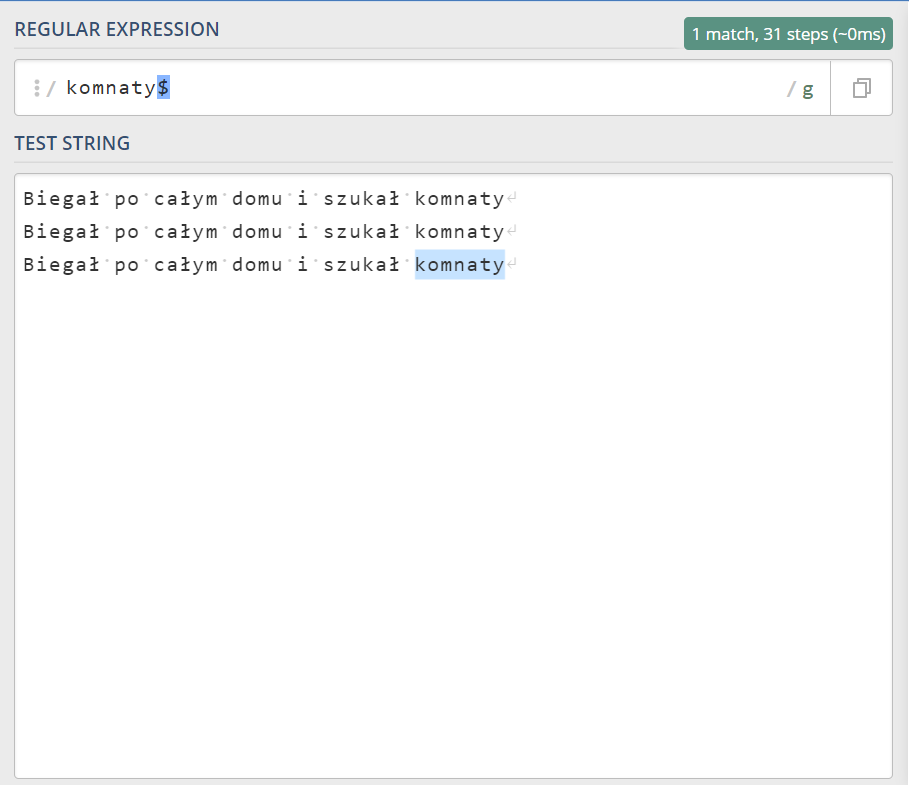 REGULAR EXPRESSION
1 match, 31 steps (~0ms)
/ komnaty$ / g
TEST STRING
Biegał po całym domu i szukał komnaty
Biegał po całym domu i szukał komnaty
Biegał po całym domu i szukał komnaty